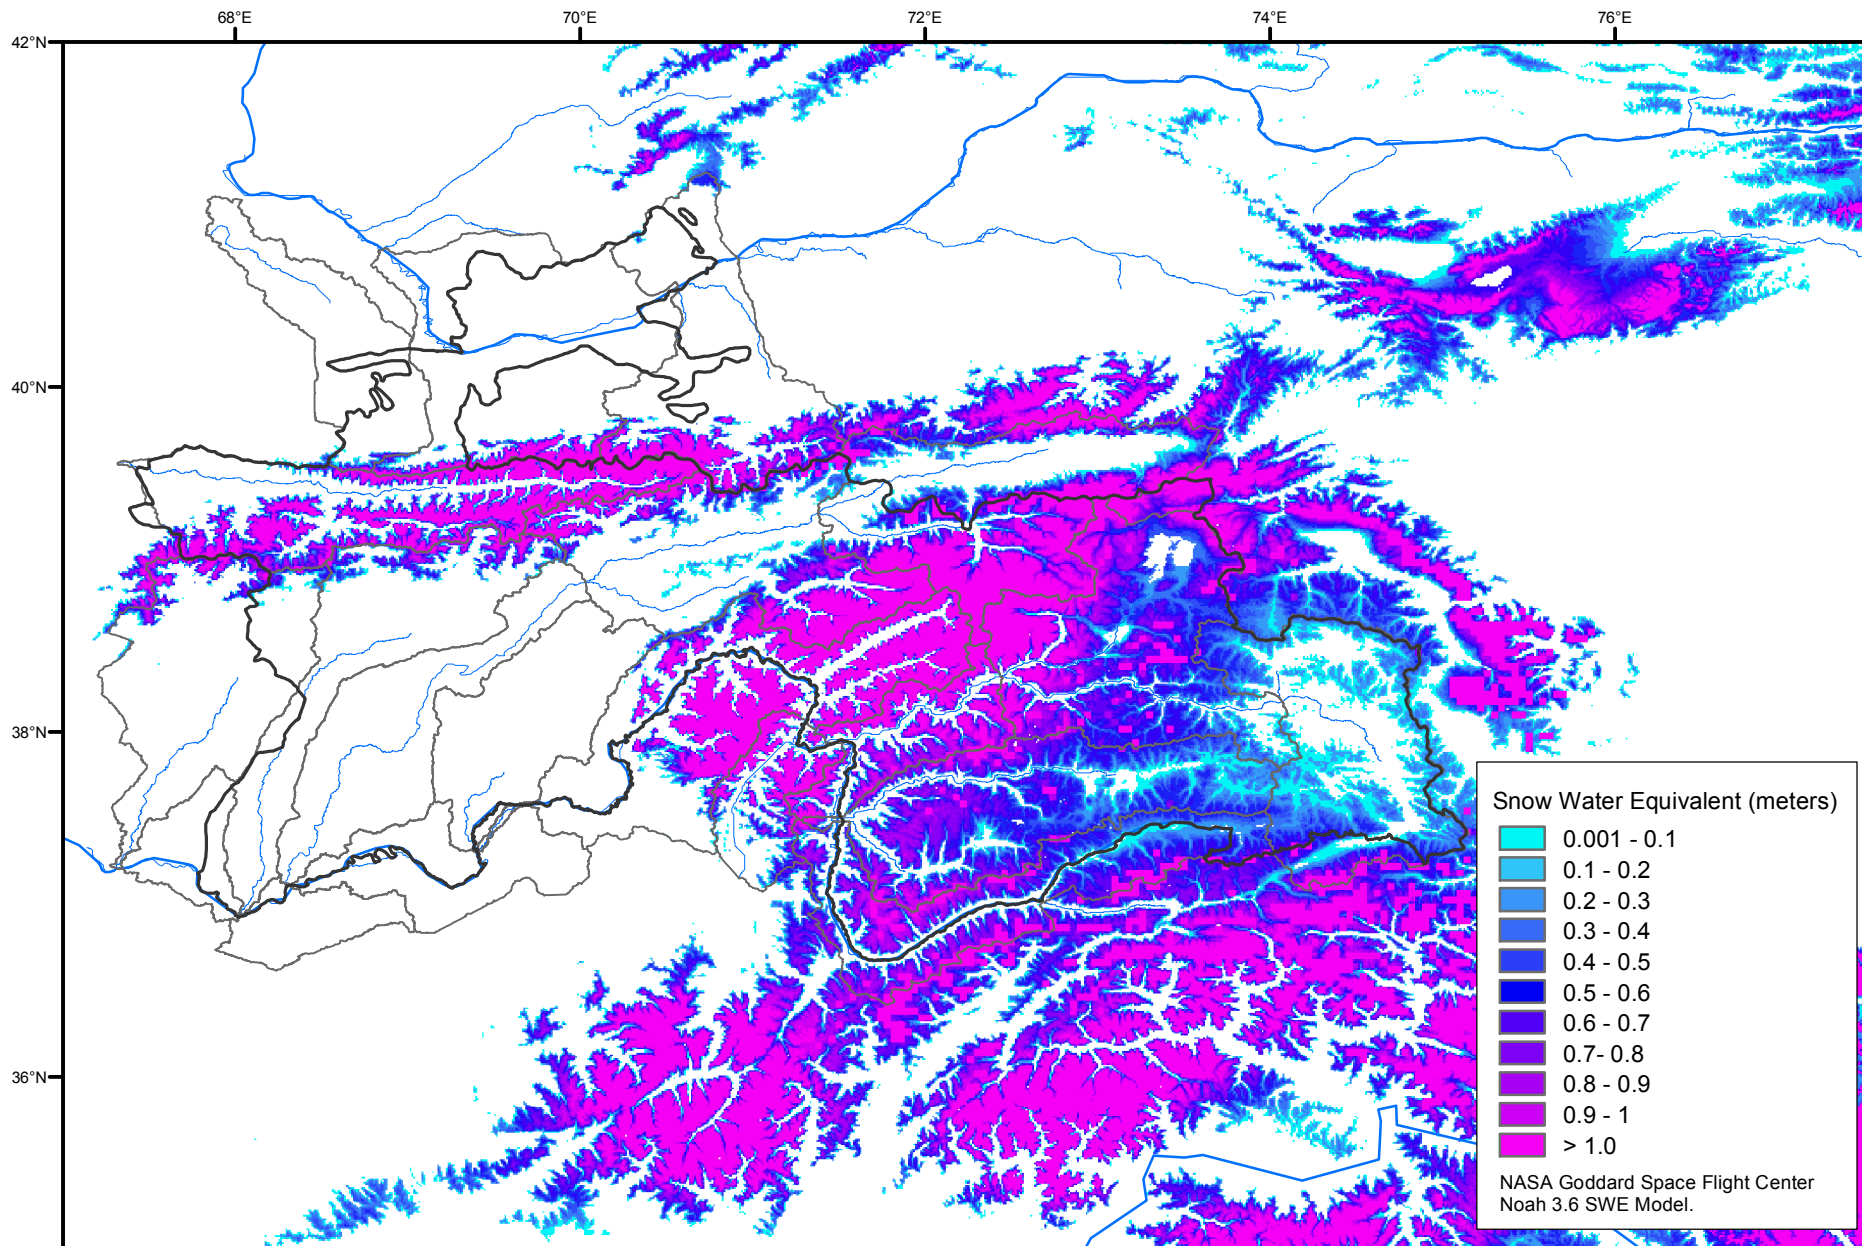 68°E
70°E
72°E
74°E
76°E
42°N
40°N
38°N
36°N
Snow Water Equivalent (meters)
0.001 - 0.1
0.1 - 0.2
0.2 - 0.3
0.3 - 0.4
0.4 - 0.5
0.5 - 0.6
0.6 - 0.7
0.7- 0.8
0.8 - 0.9
0.9 - 1
> 1.0
NASA Goddard Space Flight Center
Noah 3.6 SWE Model.